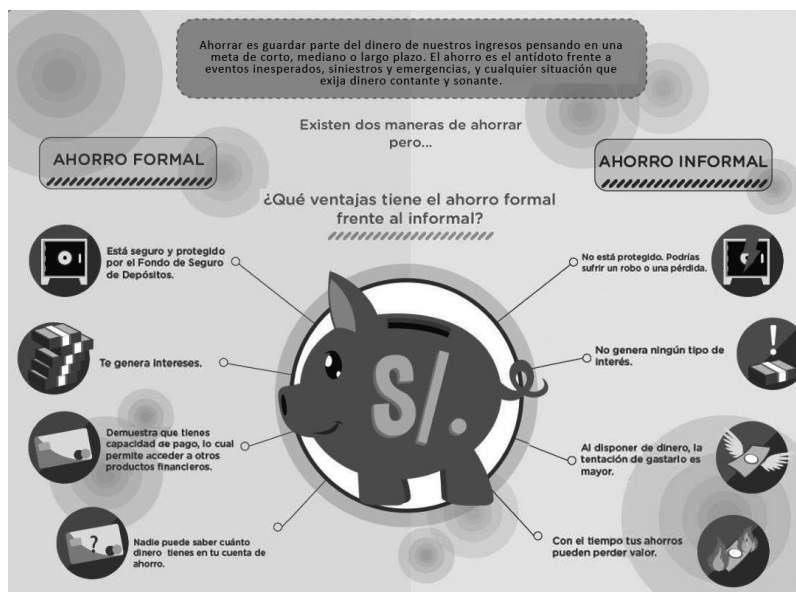 Ahorrar es guardar parte del dinero de nuestros ingresos pensando en una
meta de corto, mediano o largo plazo. El ahorro es el antídoto frente a
eventos inesperados, siniestros y emergencias, y cualquier situación que
exija dinero contante y sonante.
Existen dos maneras de ahorrar
pero...
AHORRO FORMAL
AHORRO INFORMAL
¿Qué ventajas tiene el ahorro formal
frente al informal?
Está seguro y protegido
por el Fondo de Seguro
de Depósitos.
Te genera intereses.
Demuestra que tienes
capacidad de pago, lo cual
permite acceder a otros
productos financieros.
Nadie puede saber cuánto
dinero tienes en tu cuenta de
ahorro.
S/.
?
No está protegido. Podrías
sufrir un robo o una pérdida.
No genera ningún tipo de
interés.
!
Al disponer de dinero, la
tentación de gastarlo es
mayor.
Con el tiempo tus ahorros
pueden perder valor.